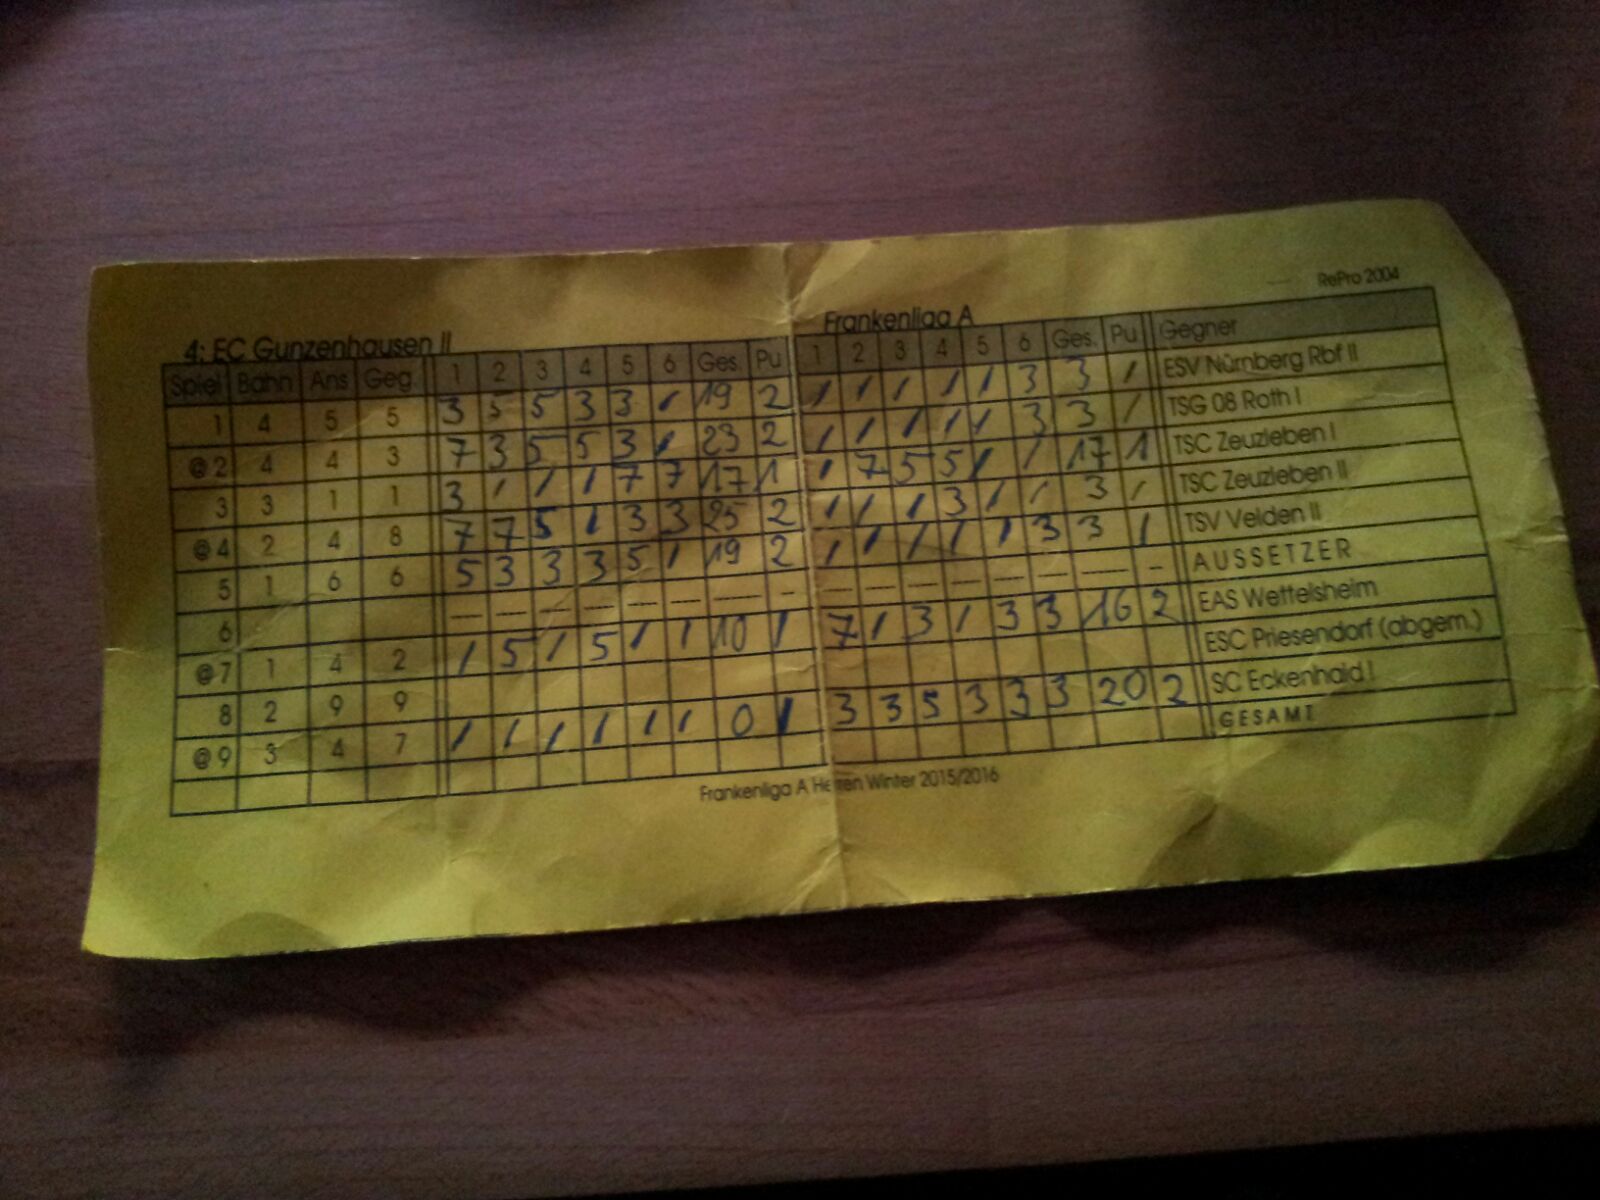 RePro 2004
4: EC Gunzenhausen II Frankenliga A
Spiel Bahn Ans Geg. 1 2 3 4 5 6 Ges. Pu 1 2 3 4 5 6 Ges. Pu Gegner
1 4 5 5 3 5 5 3 3 / 19 2 / / / / / 3 3 / ESV Nürnberg Rbf II
@ 2 4 4 3 7 3 5 5 3 / 23 2 / / / / / 3 3 / TSG 08 Roth I
3 3 1 1 3 / / / 7 7 17 1 / 7 5 5 / / 17 1 TSC Zeuzleben I
@ 4 2 4 8 7 7 5 / 3 3 25 2 / / / 3 / / 3 / TSC Zeuzleben II
5 1 6 6 5 3 3 3 5 / 19 2 / / / / / 3 3 / TSV Velden II
6 — — — — — — — - — — — — — — — - AUSSETZER
@ 7 1 4 2 / 5 / 5 / / 10 / 7 / 3 / 3 3 16 2 EAS Wettelsheim
8 2 9 9 ESC Priesendorf (abgem.)
@ 9 3 4 7 / / / / / / 0 / 3 3 5 3 3 3 20 2 SC Eckenhaid I
GESAMT
Frankenliga A Herren Winter 2015/2016